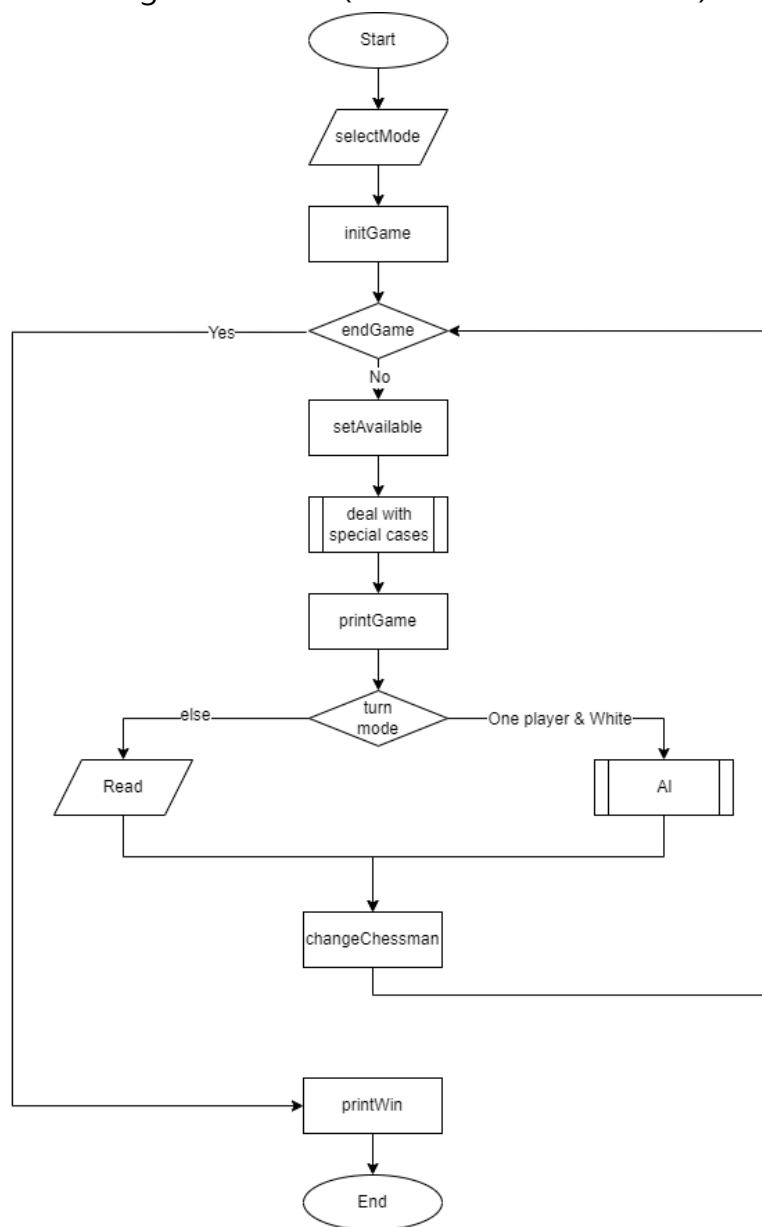 Start
selectMode
initGame
endGame
Yes
No
setAvailable
deal with
special cases
printGame
turn
mode
else
One player & White
Read
AI
changeChessman
printWin
End